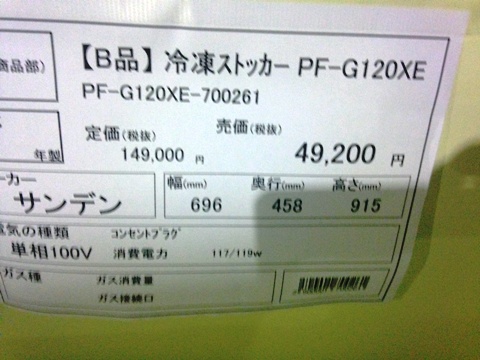 商品部)
【B品】冷凍ストッカー PF-G120XE
PF-G120XE-700261
年製
定価(税抜) 149,000 円
売価(税抜) 49,200 円
ーカー
サンデン
幅(mm) 奥行(mm) 高さ(mm)
696 458 915
電気の種類 コンセントプラグ
単相100V 消費電力 117/119w
ガス種 ガス消費量
ガス接続口